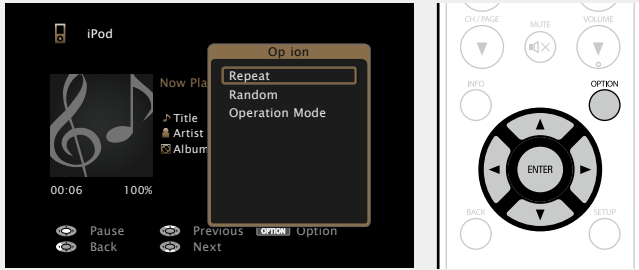 iPod
Op ion
Now Pla
Repeat
Random
Operation Mode
Title
Artist
Album
00:06 100%
Pause Previous OPTION Option
Back Next
CH / PAGE MUTE VOLUME
INFO OPTION
ENTER
BACK SETUP